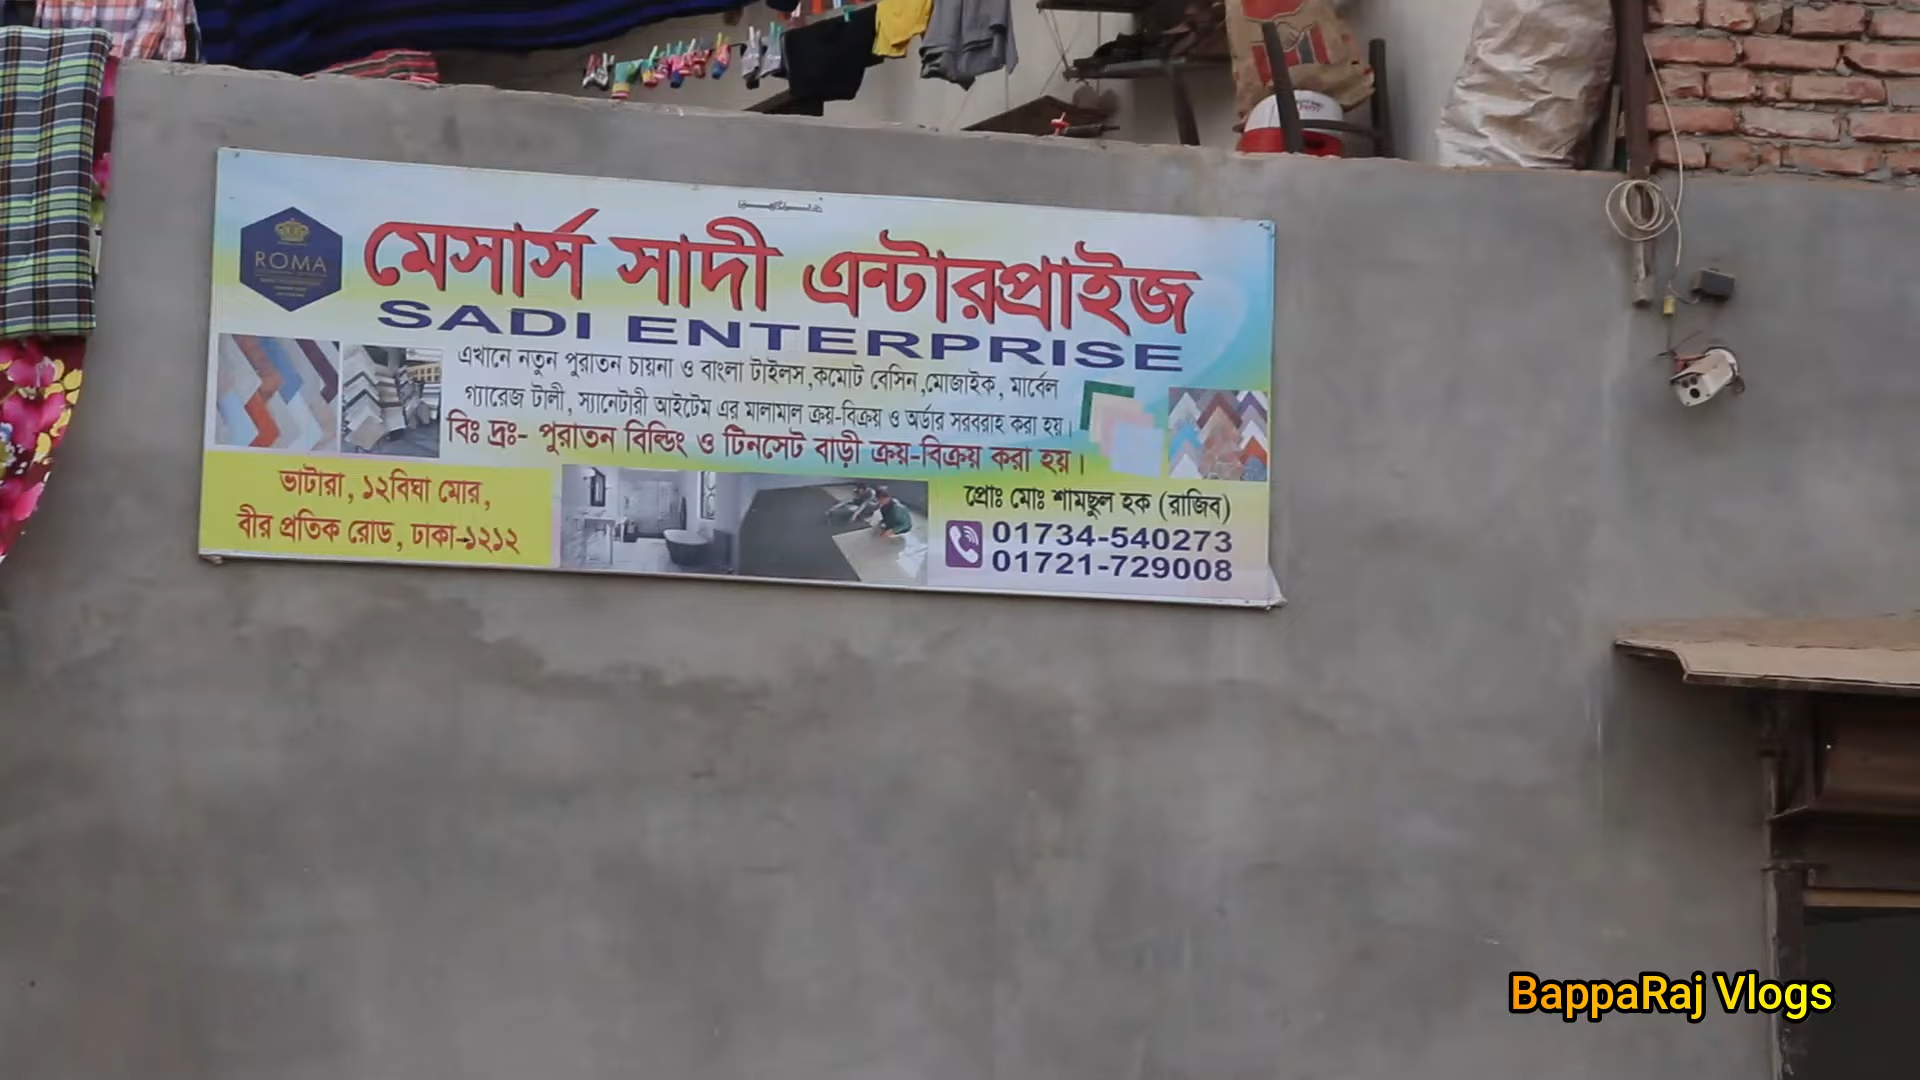 ROMA
মেসার্স সাদী এন্টারপ্রাইজ
SADI ENTERPRISE
এখানে নতুন পুরাতন চায়না ও বাংলা টাইলস,কমোট বেসিন,মোজাইক, মার্বেল
গ্যারেজ টালী, স্যানেটারী আইটেম এর মালামাল ক্রয়-বিক্রয় ও অর্ডার সরবরাহ করা হয়।
বিঃ দ্রঃ- পুরাতন বিল্ডিং ও টিনসেট বাড়ী ক্রয়-বিক্রয় করা হয়।
ভাটারা, ১২বিঘা মোর,
বীর প্রতিক রোড, ঢাকা-১২১২
প্রোঃ মোঃ শামছুল হক (রাজিব)
01734-540273
01721-729008
BappaRaj Vlogs